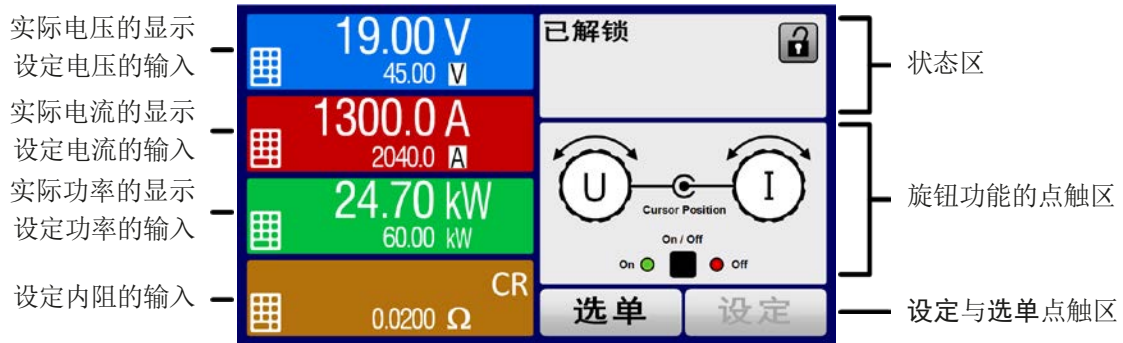 实际电压的显示
设定电压的输入
实际电流的显示
设定电流的输入
实际功率的显示
设定功率的输入
设定内阻的输入
19.00 V
45.00 V
1300.0 A
2040.0 A
24.70 kW
60.00 kW
CR
0.0200 Ω
已解锁
U
I
Cursor Position
On / Off
On
Off
选单
设定
状态区
旋钮功能的点触区
设定与选单点触区